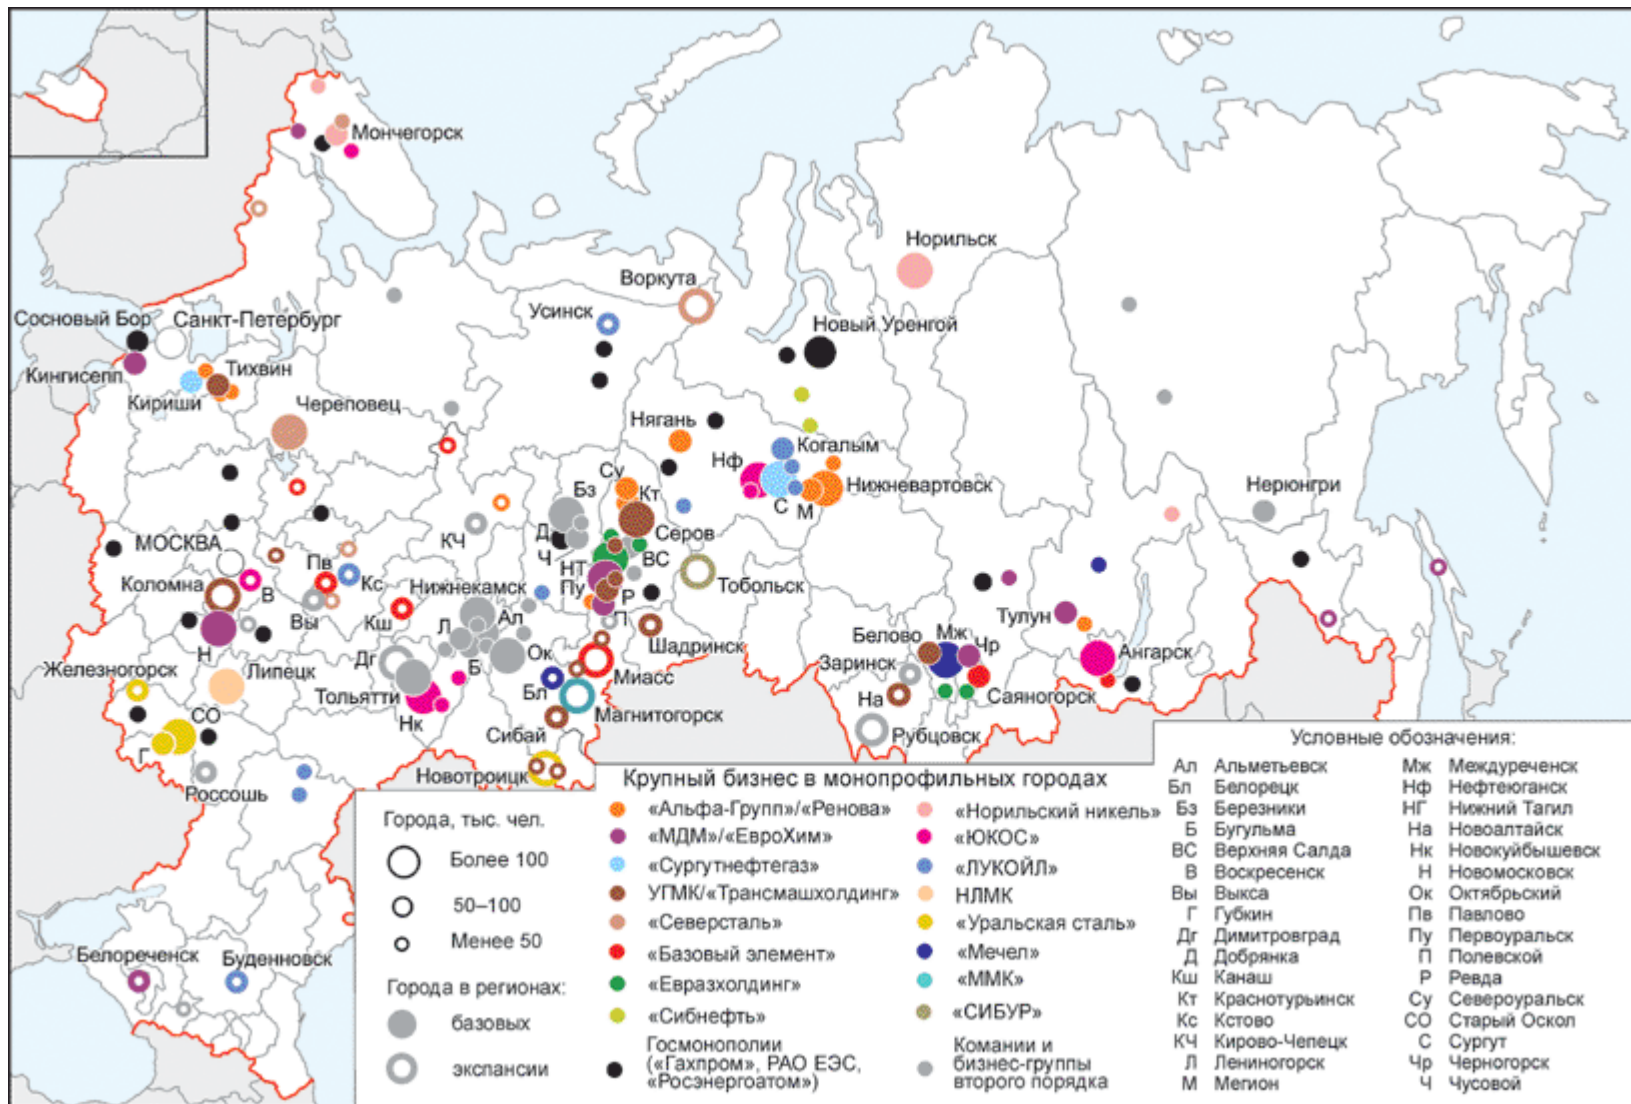 Мончегорск
Норильск
Воркута
Усинск
Новый Уренгой
Сосновый Бор
Санкт-Петербург
Кингисепп
Тихвин
Кириши
Череповец
Нягань
Когалым
Нф
С
М
Нижневартовск
Су
Кт
Бз
Серов
Д
Ч
ВС
НТ
Пу
Р
П
КЧ
Нерюнгри
МОСКВА
Коломна
В
Пв
Кс
Вы
Кш
Нижнекамск
Ал
Л
Ок
Б
Тобольск
Шадринск
Н
Железногорск
Липецк
Дг
Тольятти
Нк
Бл
Миасс
Магнитогорск
Сибай
Новотроицк
СО
Г
Россошь
Тулун
Белово
Мж
Чр
Заринск
Ангарск
Саяногорск
На
Рубцовск
Белореченск
Буденновск
Города, тыс. чел.
Более 100
50–100
Менее 50
Города в регионах:
базовых
экспансии
Крупный бизнес в монопрофильных городах
«Альфа-Групп»/«Ренова»
«МДМ»/«ЕвроХим»
«Сургутнефтегаз»
УГМК/«Трансмашхолдинг»
«Северсталь»
«Базовый элемент»
«Евразхолдинг»
«Сибнефть»
Госмонополии
(«Гахпром», РАО ЕЭС,
«Росэнергоатом»)
«Норильский никель»
«ЮКОС»
«ЛУКОЙЛ»
НЛМК
«Уральская сталь»
«Мечел»
«ММК»
«СИБУР»
Комании и
бизнес-группы
второго порядка
Условные обозначения:
Ал Альметьевск
Бл Белорецк
Бз Березники
Б Бугульма
ВС Верхняя Салда
В Воскресенск
Вы Выкса
Г Губкин
Дг Димитровград
Д Добрянка
Кш Канаш
Кт Краснотурьинск
Кс Кстово
КЧ Кирово-Чепецк
Л Лениногорск
М Мегион
Мж Междуреченск
Нф Нефтеюганск
НГ Нижний Тагил
На Новоалтайск
Нк Новокуйбышевск
Н Новомосковск
Ок Октябрьский
Пв Павлово
Пу Первоуральск
П Полевской
Р Ревда
Су Североуральск
СО Старый Оскол
С Сургут
Чр Черногорск
Ч Чусовой